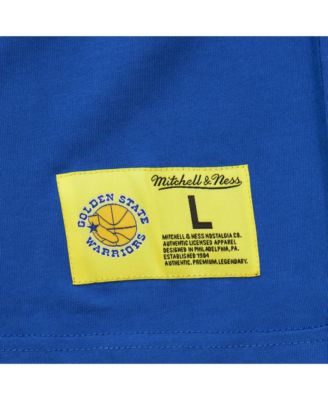 GOLDEN STATE
WARRIORS
Mitchell & Ness
L
MITCHELL & NESS NOSTALGIA CO.
AUTHENTIC LICENSED APPAREL
DESIGNED IN PHILADELPHIA, PA.
ESTABLISHED 1904
AUTHENTIC. PREMIUM. LEGENDARY.